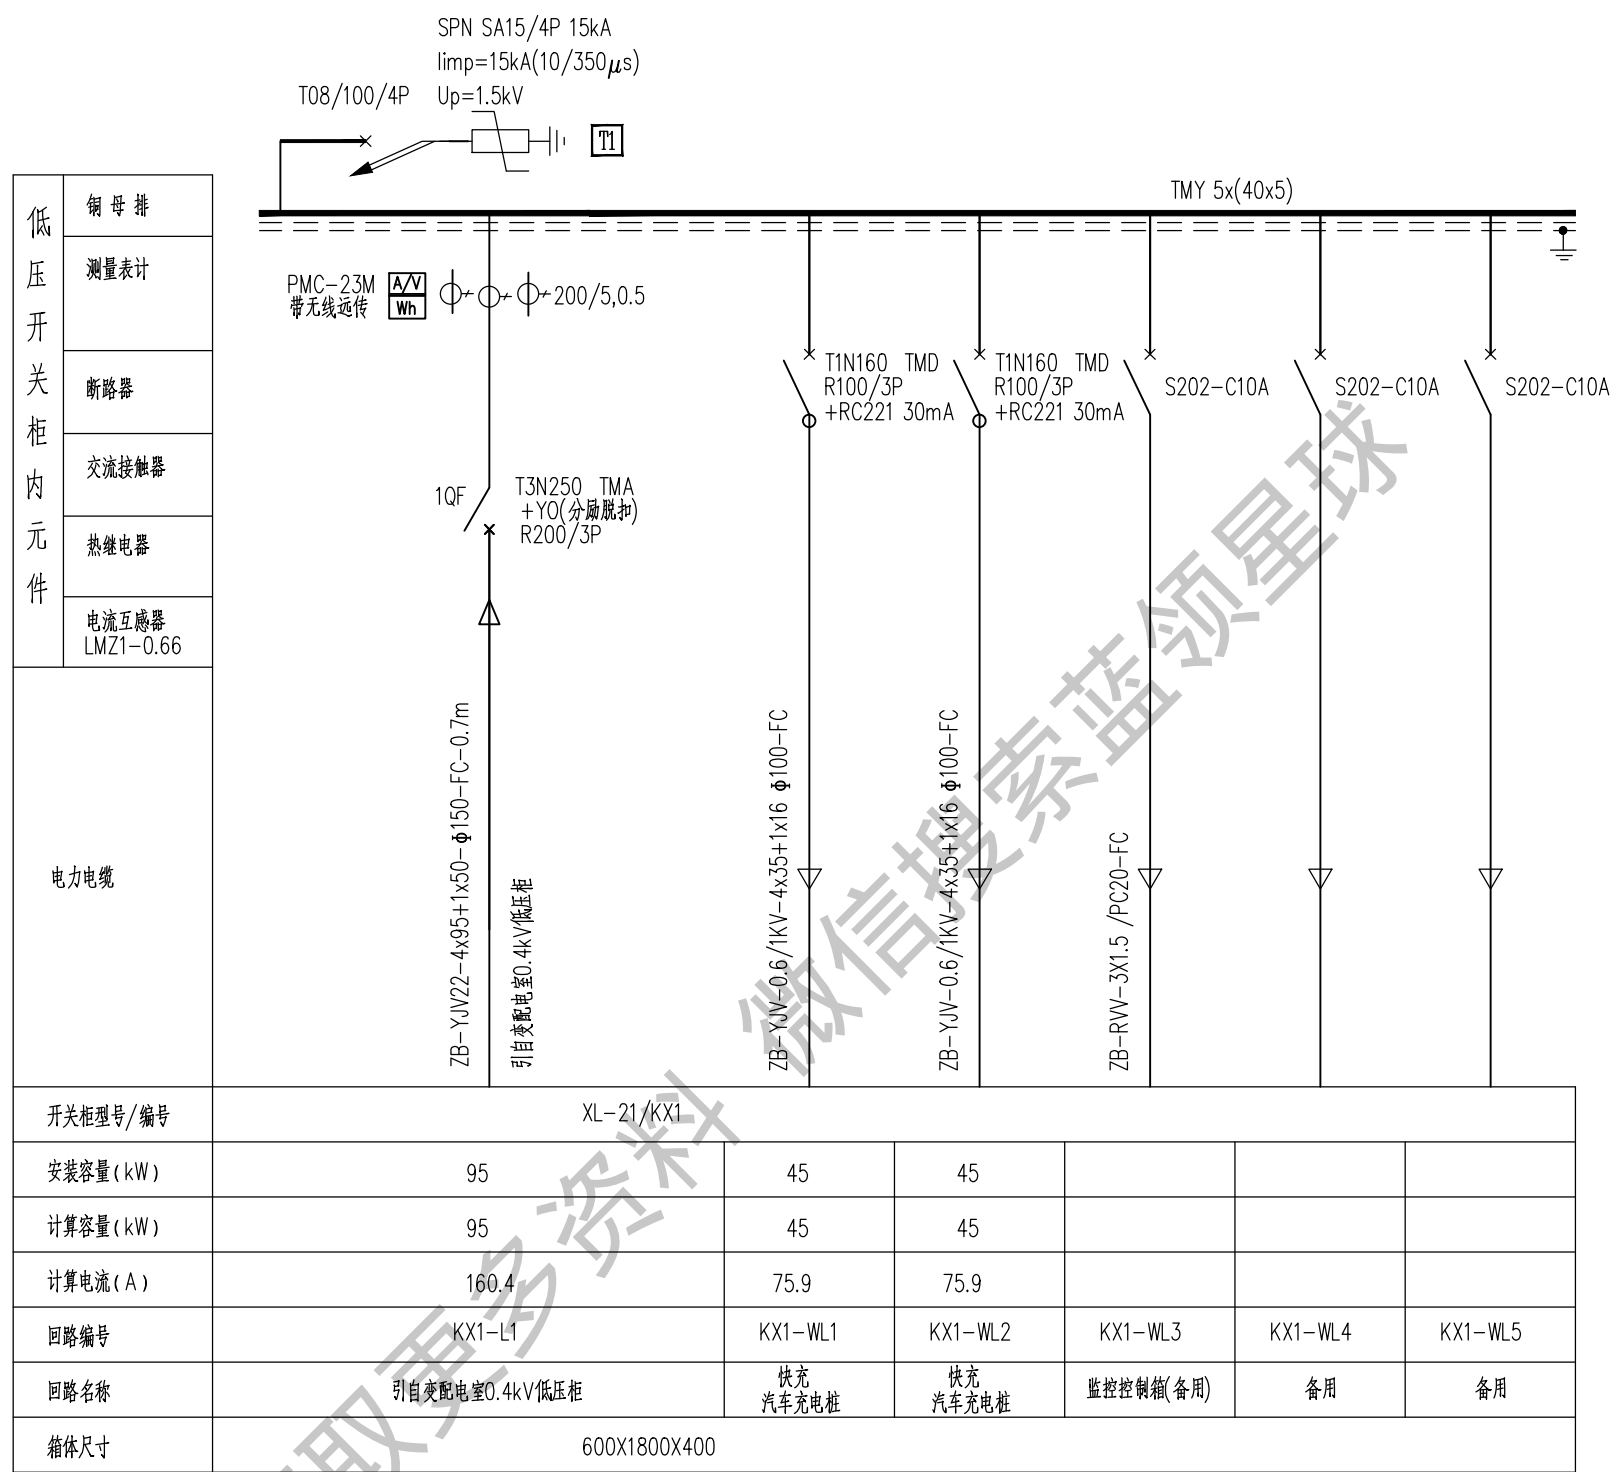 SPN SA15/4P 15kA
Iimp=15kA(10/350μs)
T08/100/4P
Up=1.5kV
T1
TMY 5x(40x5)
低压开关柜内元件
铜母排
测量表计
断路器
交流接触器
热继电器
电流互感器
LMZ1-0.66
电力电缆
PMC-23M
带无线远传
A/V
Wh
200/5,0.5
1QF
T3N250 TMA
+YO(分励脱扣)
R200/3P
T1N160 TMD
R100/3P
+RC221 30mA
T1N160 TMD
R100/3P
+RC221 30mA
S202-C10A
S202-C10A
S202-C10A
ZB-YJV22-4x95+1x50-ф150-FC-0.7m
引自变配电室0.4kV低压柜
ZB-YJV-0.6/1KV-4x35+1x16 ф100-FC
ZB-YJV-0.6/1KV-4x35+1x16 ф100-FC
ZB-RVV-3X1.5 /PC20-FC
开关柜型号/编号 XL-21/KX1
安装容量(kW) 95 45 45
计算容量(kW) 95 45 45
计算电流(A) 160.4 75.9 75.9
回路编号 KX1-L1 KX1-WL1 KX1-WL2 KX1-WL3 KX1-WL4 KX1-WL5
回路名称 引自变配电室0.4kV低压柜 快充 快充 监控控制箱(备用) 备用 备用
汽车充电桩 汽车充电桩
箱体尺寸 600X1800X400
取更多资料 微信搜索蓝领星球